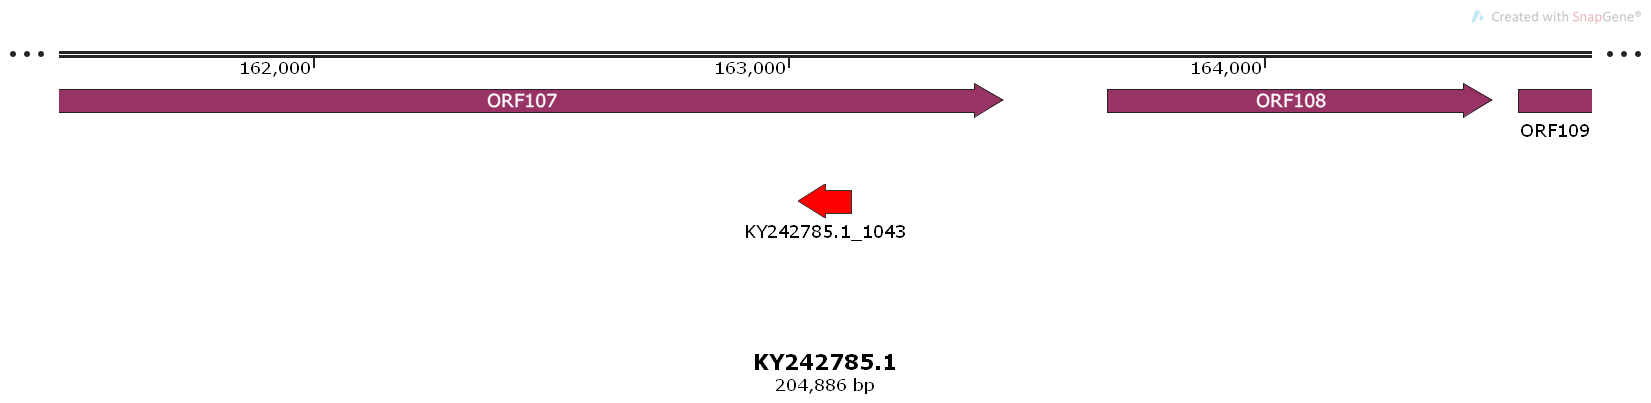 Created with SnapGene®
162,000 163,000 164,000
ORF107 ORF108
ORF109
KY242785.1_1043
KY242785.1
204,886 bp